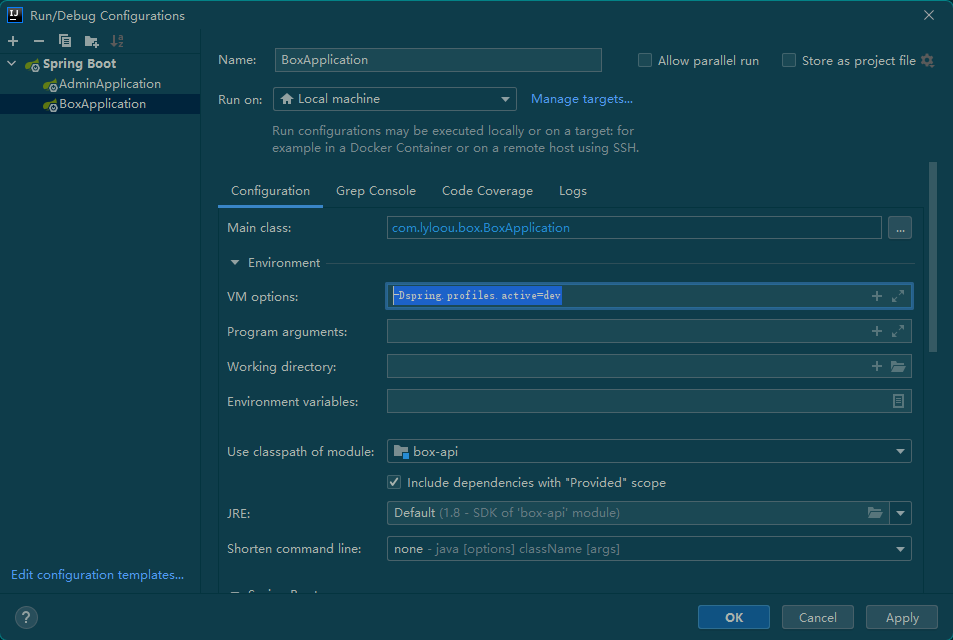 Run/Debug Configurations
Spring Boot
AdminApplication
BoxApplication
Edit configuration templates...
Name: BoxApplication
Allow parallel run
Store as project file
Run on: Local machine
Manage targets...
Run configurations may be executed locally or on a target: for
example in a Docker Container or on a remote host using SSH.
Configuration Grep Console Code Coverage Logs
Main class: com.lyloou.box.BoxApplication ...
Environment
VM options: -Dspring.profiles.active=dev
Program arguments:
Working directory:
Environment variables:
Use classpath of module: box-api
Include dependencies with "Provided" scope
JRE: Default (1.8 - SDK of 'box-api' module)
Shorten command line: none - java [options] className [args]
Spring Boot
? OK Cancel Apply